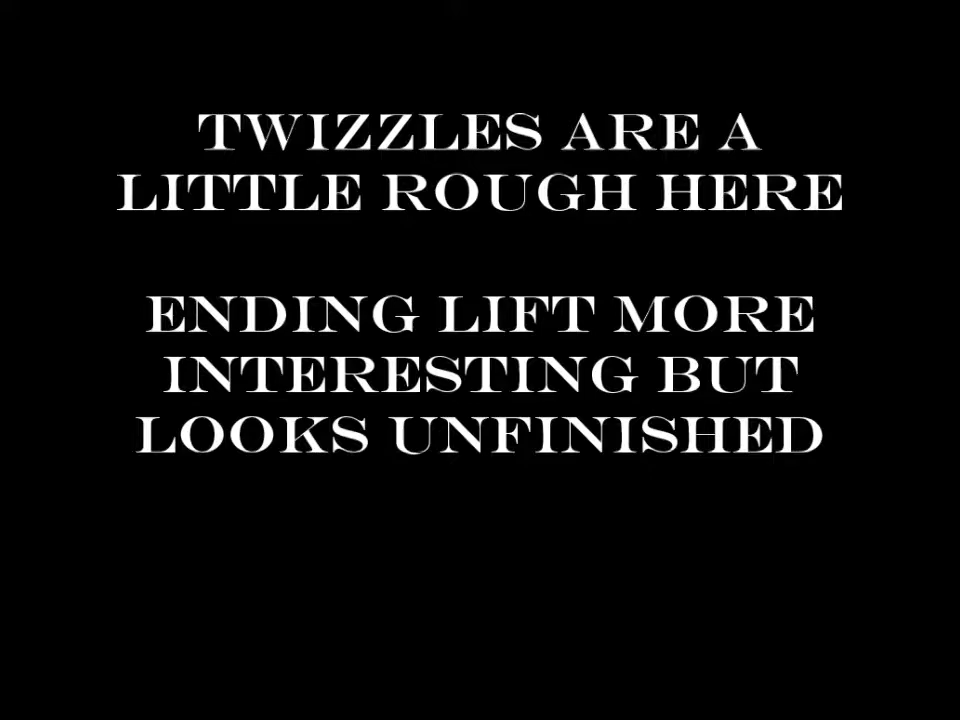 TWIZZLES ARE A
LITTLE ROUGH HERE
ENDING LIFT MORE
INTERESTING BUT
LOOKS UNFINISHED